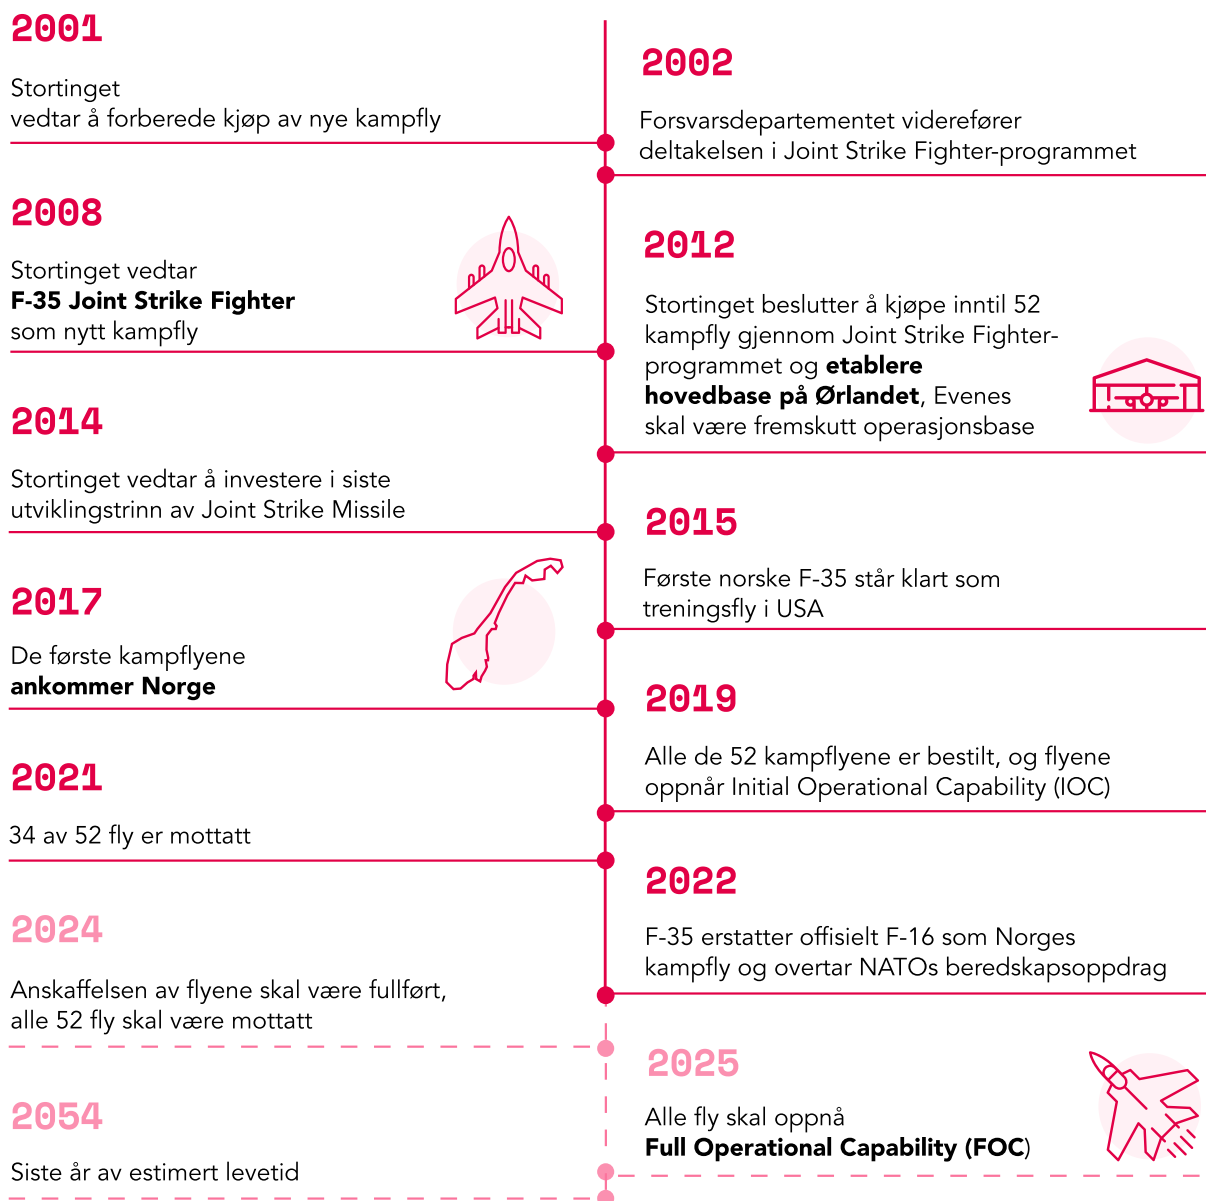 2001
Stortinget
vedtar å forberede kjøp av nye kampfly
2002
Forsvarsdepartementet viderefører
deltakelsen i Joint Strike Fighter-programmet
2008
Stortinget vedtar
F-35 Joint Strike Fighter
som nytt kampfly
2012
Stortinget beslutter å kjøpe inntil 52
kampfly gjennom Joint Strike Fighter-
programmet og etablere
hovedbase på Ørlandet, Evenes
skal være fremskutt operasjonsbase
2014
Stortinget vedtar å investere i siste
utviklingstrinn av Joint Strike Missile
2015
Første norske F-35 står klart som
treningsfly i USA
2017
De første kampflyene
ankommer Norge
2019
Alle de 52 kampflyene er bestilt, og flyene
oppnår Initial Operational Capability (IOC)
2021
34 av 52 fly er mottatt
2022
F-35 erstatter offisielt F-16 som Norges
kampfly og overtar NATOs beredskapsoppdrag
2024
Anskaffelsen av flyene skal være fullført,
alle 52 fly skal være mottatt
2025
Alle fly skal oppnå
Full Operational Capability (FOC)
2054
Siste år av estimert levetid